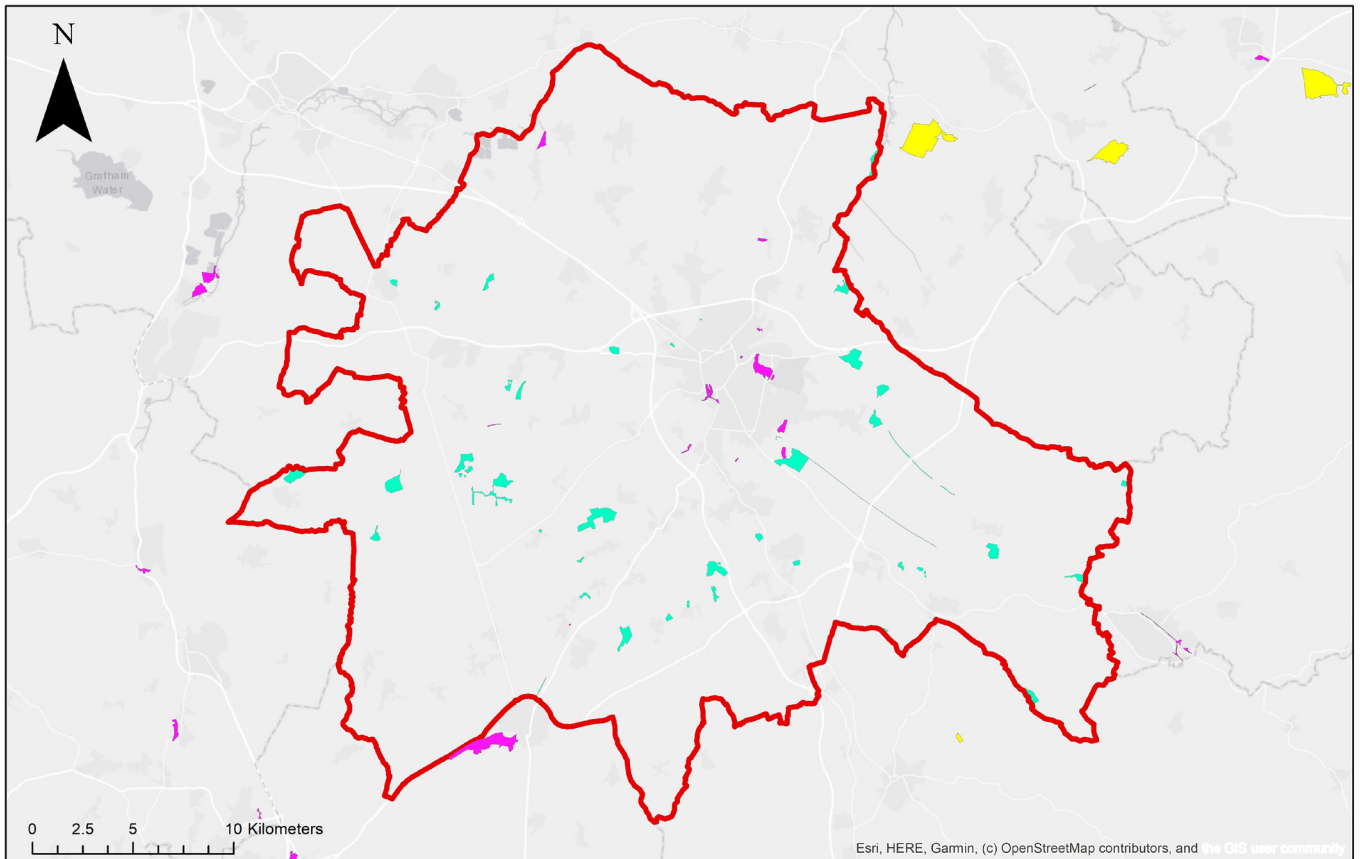 N
Grafham
Water
0 2.5 5 10 Kilometers
Esri, HERE, Garmin, (c) OpenStreetMap contributors, and the GIS user community